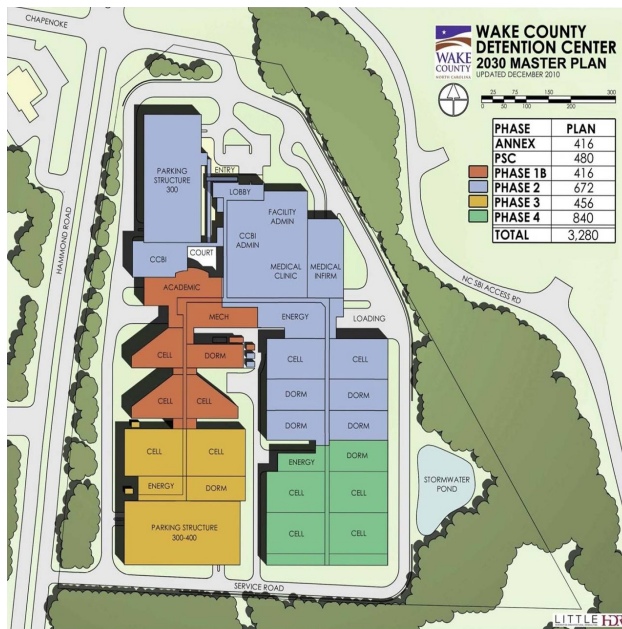 CHAPENOKE
WAKE COUNTY
DETENTION CENTER
2030 MASTER PLAN
UPDATED DECEMBER 2010
WAKE
COUNTY
NORTH CAROLINA
25 75 150 300
0 50 100 200
PHASE PLAN
ANNEX 416
PSC 480
PHASE 1B 416
PHASE 2 672
PHASE 3 456
PHASE 4 840
TOTAL 3,280
HAMMOND ROAD
NC SBI ACCESS RD
PARKING
STRUCTURE
300
ENTRY
LOBBY
FACILITY
ADMIN
CCBI
ADMIN
CCBI
COURT
MEDICAL
CLINIC
MEDICAL
INFIRM
ACADEMIC
MECH
ENERGY
LOADING
CELL DORM
CELL CELL
CELL
DORM DORM
DORM DORM
CELL CELL
ENERGY DORM
CELL CELL
ENERGY DORM
CELL CELL
CELL CELL
PARKING STRUCTURE
300-400
STORMWATER
POND
SERVICE ROAD
LITTLE HDR